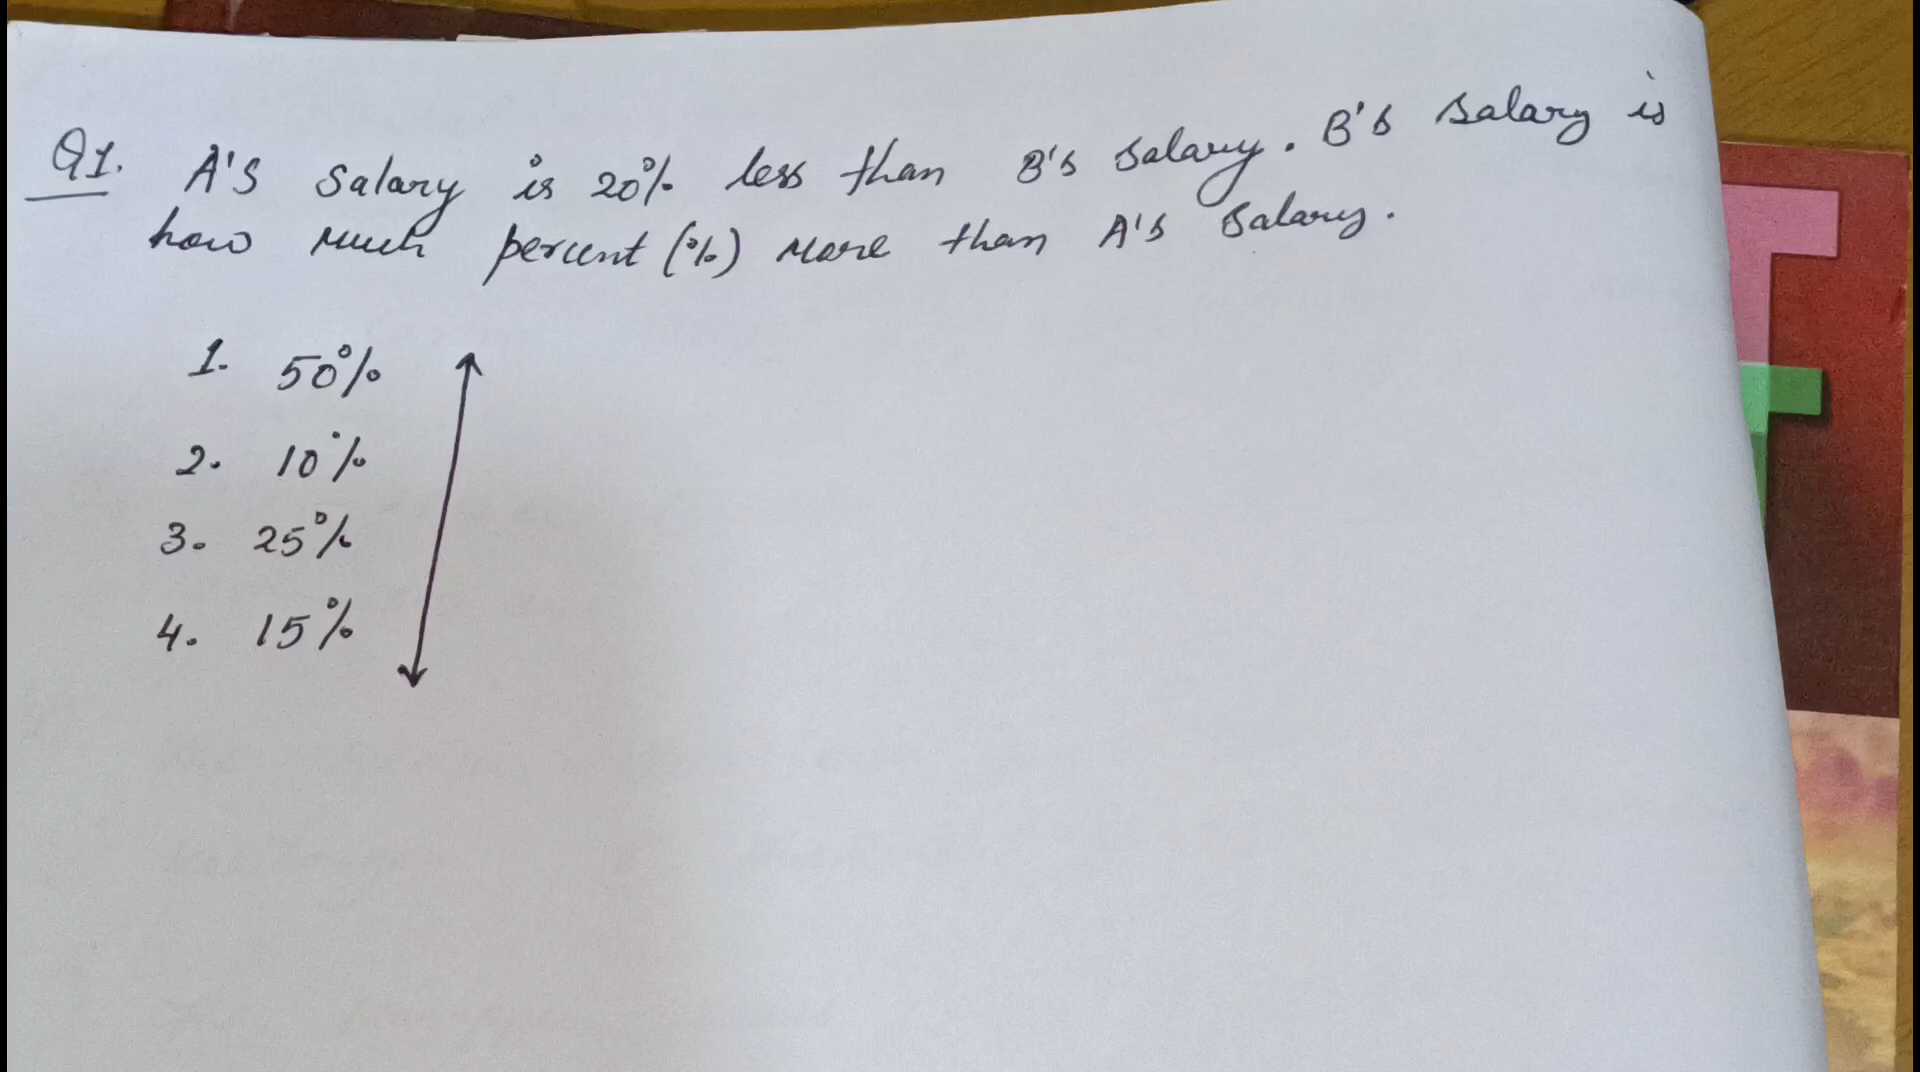 Q1. A's salary is 20% less than B's salary. B's salary is
how much percent (%) more than A's salary.
1. 50%
2. 10%
3. 25%
4. 15%